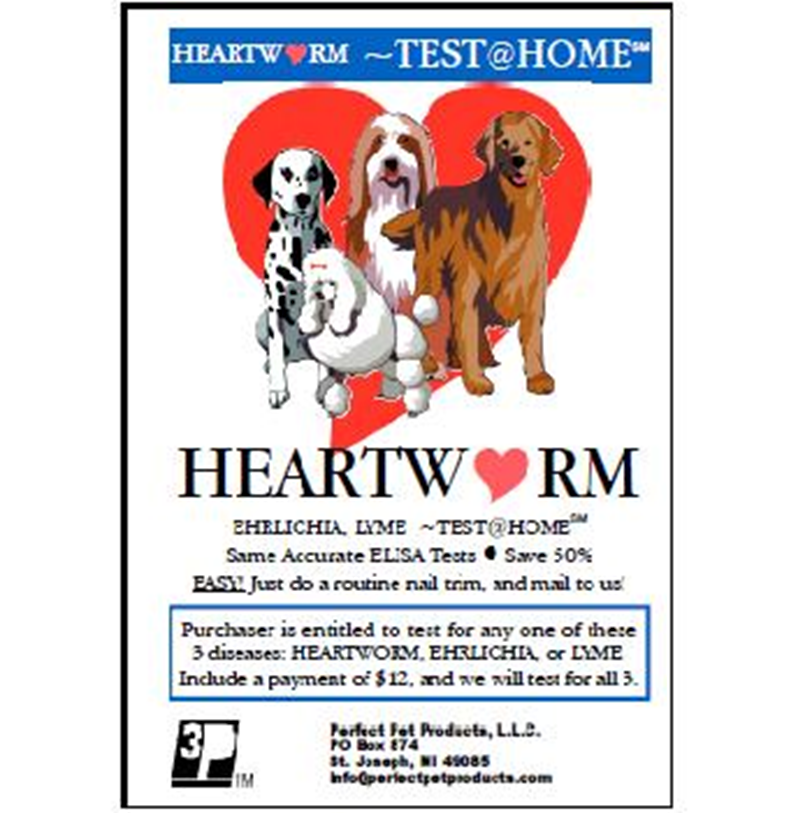 HEARTW♥RM ~TEST@HOME℠
HEARTW♥RM
EHRLICHIA, LYME ~TEST@HOME℠
Same Accurate ELISA Tests ● Save 50%
EASY! Just do a routine nail trim, and mail to us!
Purchaser is entitled to test for any one of these
3 diseases: HEARTWORM, EHRLICHIA, or LYME
Include a payment of $12, and we will test for all 3.
3P TM
Perfect Pet Products, L.L.C.
PO Box 874
St. Joseph, MI 49085
info@perfectpetproducts.com